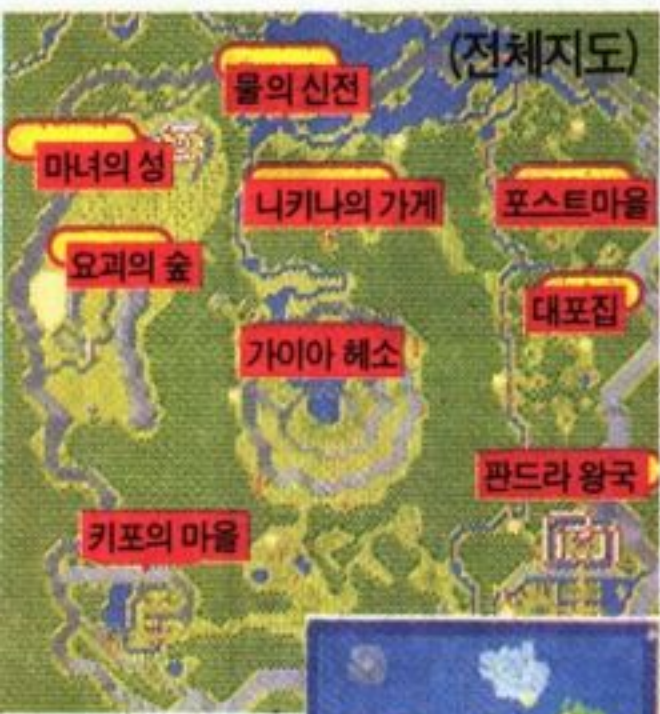 (전체지도)
물의 신전
마녀의 성
니키나의 가게
포스트마을
요괴의 숲
대포집
가이아 헤소
판드라 왕국
키포의 마을